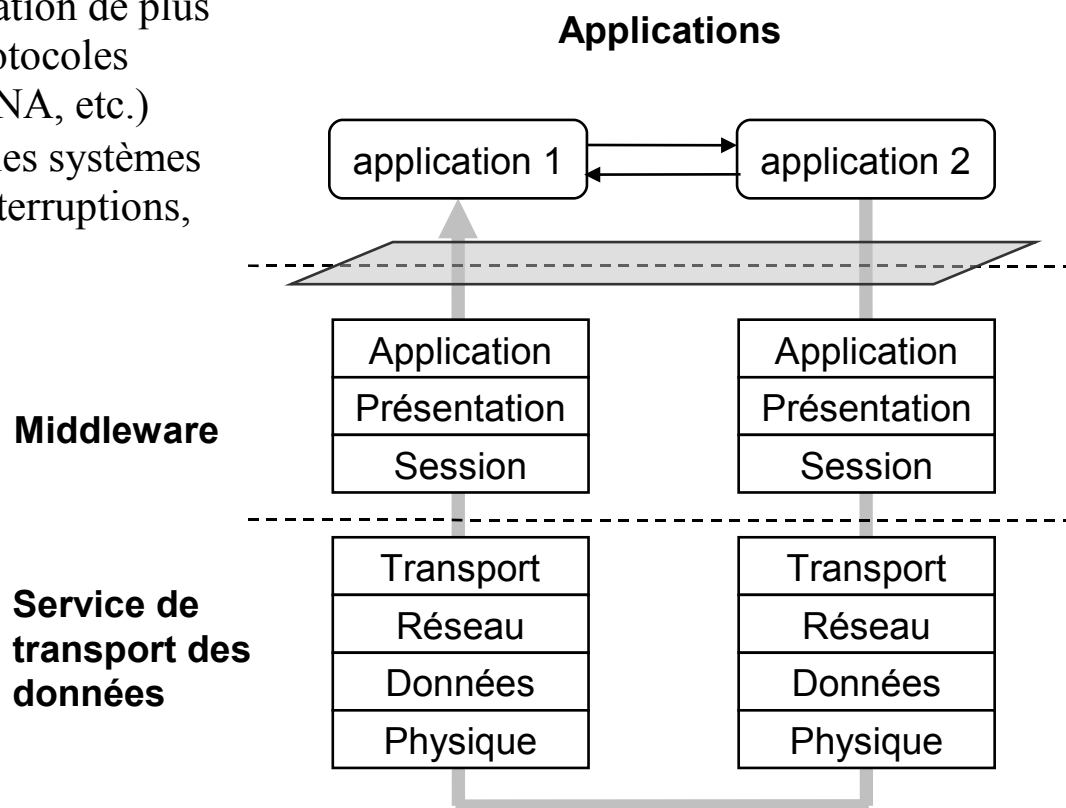 ation de plus
otocoles
NA, etc.)
les systèmes
terruptions,
Applications
application 1
application 2
Middleware
Application
Présentation
Session
Application
Présentation
Session
Service de
transport des
données
Transport
Réseau
Données
Physique
Transport
Réseau
Données
Physique